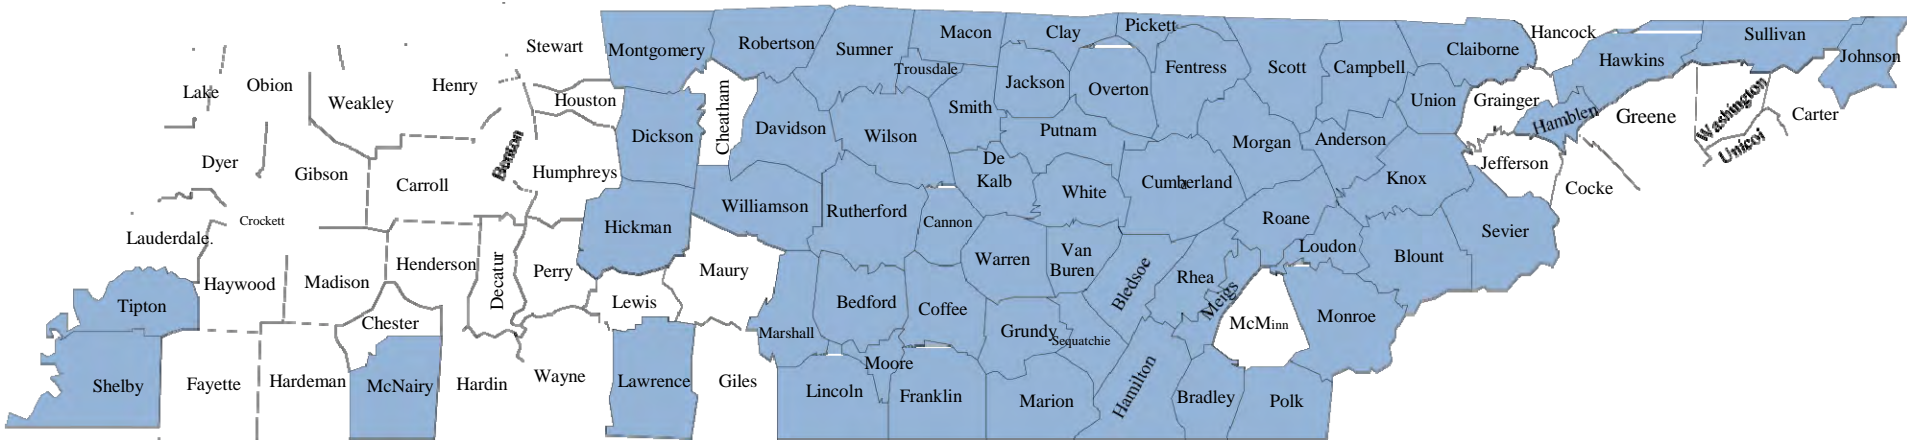 Stewart
Montgomery
Robertson
Sumner
Macon
Clay
Pickett
Hancock
Sullivan
Johnson
Lake
Obion
Weakley
Henry
Houston
Cheatham
Trousdale
Jackson
Overton
Fentress
Scott
Campbell
Claiborne
Hawkins
Smith
Union
Grainger
Hamblen
Greene
Washington
Unicoi
Carter
Dyer
Gibson
Carroll
Benton
Humphreys
Dickson
Davidson
Wilson
Putnam
De
Kalb
White
Cumberland
Morgan
Anderson
Knox
Jefferson
Cocke
Crockett
Lauderdale.
Hickman
Williamson
Rutherford
Cannon
Warren
Van
Buren
Roane
Loudon
Blount
Sevier
Haywood
Madison
Henderson
Decatur
Perry
Lewis
Maury
Bedford
Coffee
Bledsoe
Rhea
Meigs
McMinn
Monroe
Tipton
Chester
Marshall
Moore
Grundy
Sequatchie
Shelby
Fayette
Hardeman
McNairy
Hardin
Wayne
Lawrence
Giles
Lincoln
Franklin
Marion
Hamilton
Bradley
Polk